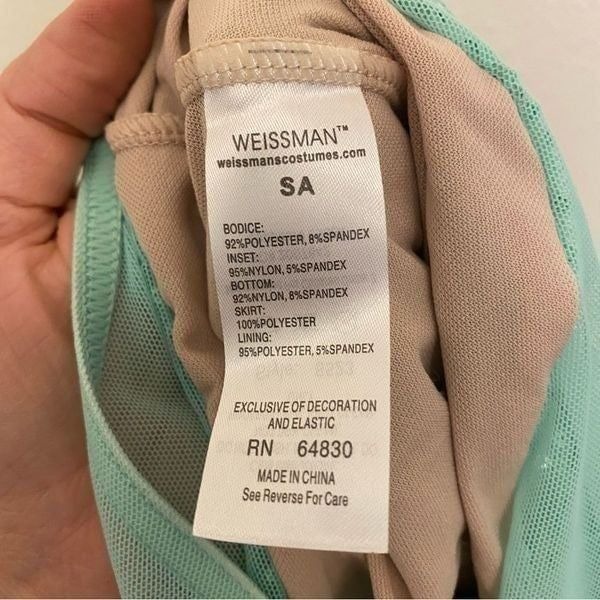 WEISSMAN™
weissmanscostumes.com
SA
BODICE:
92%POLYESTER, 8%SPANDEX
INSET:
95%NYLON, 5%SPANDEX
BOTTOM:
92%NYLON, 8%SPANDEX
SKIRT:
100%POLYESTER
LINING:
95%POLYESTER, 5%SPANDEX
EXCLUSIVE OF DECORATION
AND ELASTIC
RN 64830
MADE IN CHINA
See Reverse For Care